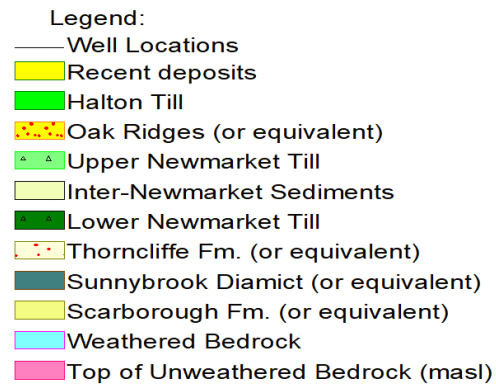 Legend:
Well Locations
Recent deposits
Halton Till
Oak Ridges (or equivalent)
Upper Newmarket Till
Inter-Newmarket Sediments
Lower Newmarket Till
Thorncliffe Fm. (or equivalent)
Sunnybrook Diamict (or equivalent)
Scarborough Fm. (or equivalent)
Weathered Bedrock
Top of Unweathered Bedrock (masl)